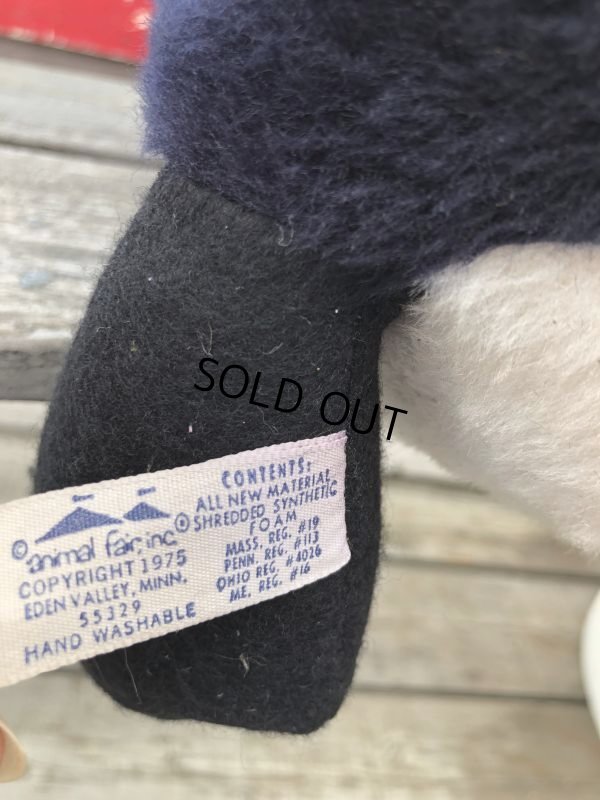 SOLD OUT
© animal fair, inc. ®
COPYRIGHT 1975
EDEN VALLEY, MINN.
55329
HAND WASHABLE
CONTENTS:
ALL NEW MATERIAL
SHREDDED SYNTHETIC
FOAM
MASS. REG. #19
PENN. REG. #113
OHIO REG. #4026
ME. REG. #16